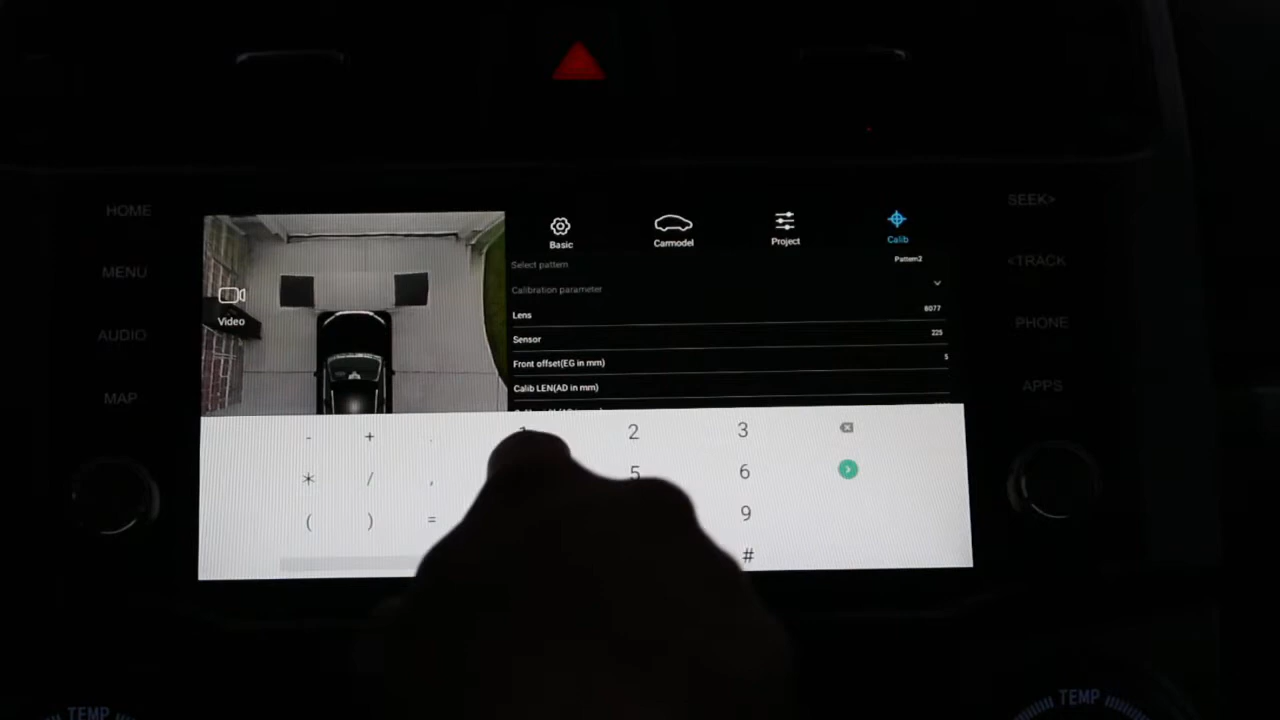 HOME
MENU
AUDIO
MAP
SEEK>
<TRACK
PHONE
APPS
Video
Basic
Carmodel
Project
Calib
Select pattern Pattern2
Calibration parameter
Lens 6077
Sensor 225
Front offset(EG in mm) 5
Calib LEN(AD in mm)
- + . 1 2 3
* / , 5 6
( ) = 9
#
TEMP
TEMP